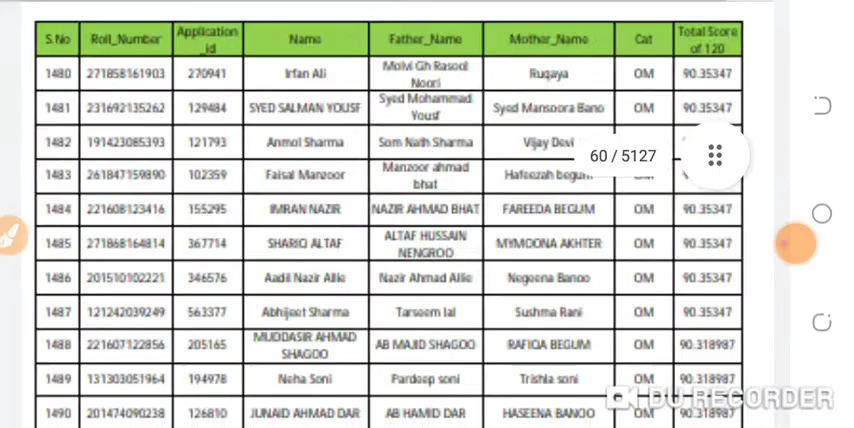 S.No Roll_Number Application_id Name Father_Name Mother_Name Cat Total Score of 120
1480 271858161903 270941 Irfan Ali Molvi Gh Rasool Noori Ruqaya OM 90.35347
1481 231692135262 129484 SYED SALMAN YOUSF Syed Mohammad Yousf Syed Mansoora Bano OM 90.35347
1482 191423085393 121793 Anmol Sharma Som Nath Sharma Vijay Devi
60 / 5127
1483 261847159890 102359 Faisal Manzoor Manzoor ahmad bhat Hafeezah begum OM 90.35347
1484 221608123416 155295 IMRAN NAZIR NAZIR AHMAD BHAT FAREEDA BEGUM OM 90.35347
1485 271868164814 367714 SHARIQ ALTAF ALTAF HUSSAIN NENGROO MYMOONA AKHTER OM 90.35347
1486 201510102221 346576 Aadil Nazir Allie Nazir Ahmad Allie Negeena Banoo OM 90.35347
1487 121242039249 563377 Abhijeet Sharma Tarseem lal Sushma Rani OM 90.35347
1488 221607122856 205165 MUDDASIR AHMAD SHAGOO AB MAJID SHAGOO RAFIQA BEGUM OM 90.318987
1489 131303051964 194978 Neha Soni Pardeep soni Trishla soni OM 90.318987
1490 201474090238 126810 JUNAID AHMAD DAR AB HAMID DAR HASEENA BANOO OM 90.318987
DU RECORDER